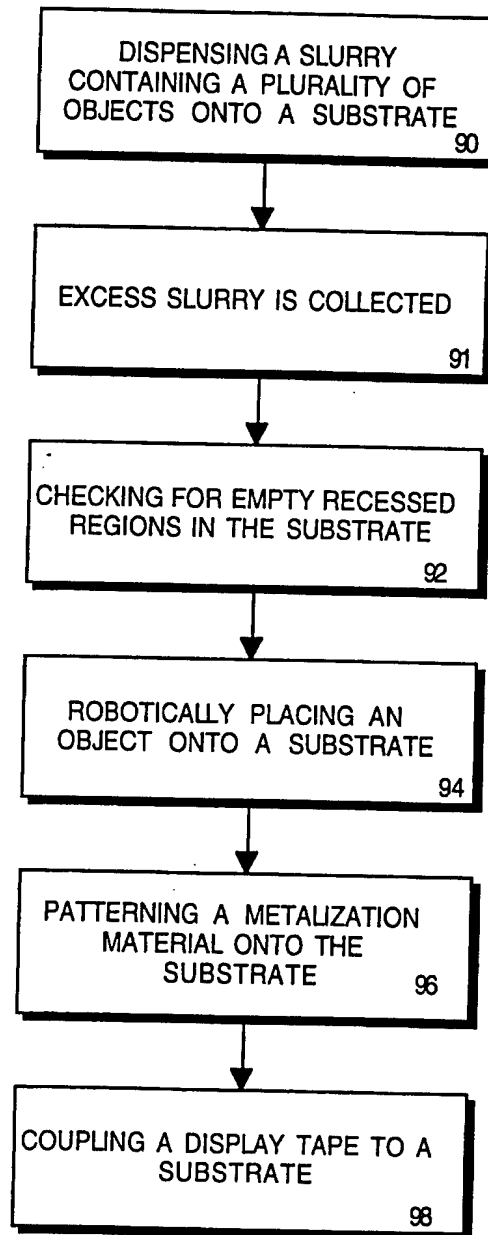 DISPENSING A SLURRY
CONTAINING A PLURALITY OF
OBJECTS ONTO A SUBSTRATE
90
EXCESS SLURRY IS COLLECTED
91
CHECKING FOR EMPTY RECESSED
REGIONS IN THE SUBSTRATE
92
ROBOTICALLY PLACING AN
OBJECT ONTO A SUBSTRATE
94
PATTERNING A METALIZATION
MATERIAL ONTO THE
SUBSTRATE
96
COUPLING A DISPLAY TAPE TO A
SUBSTRATE
98